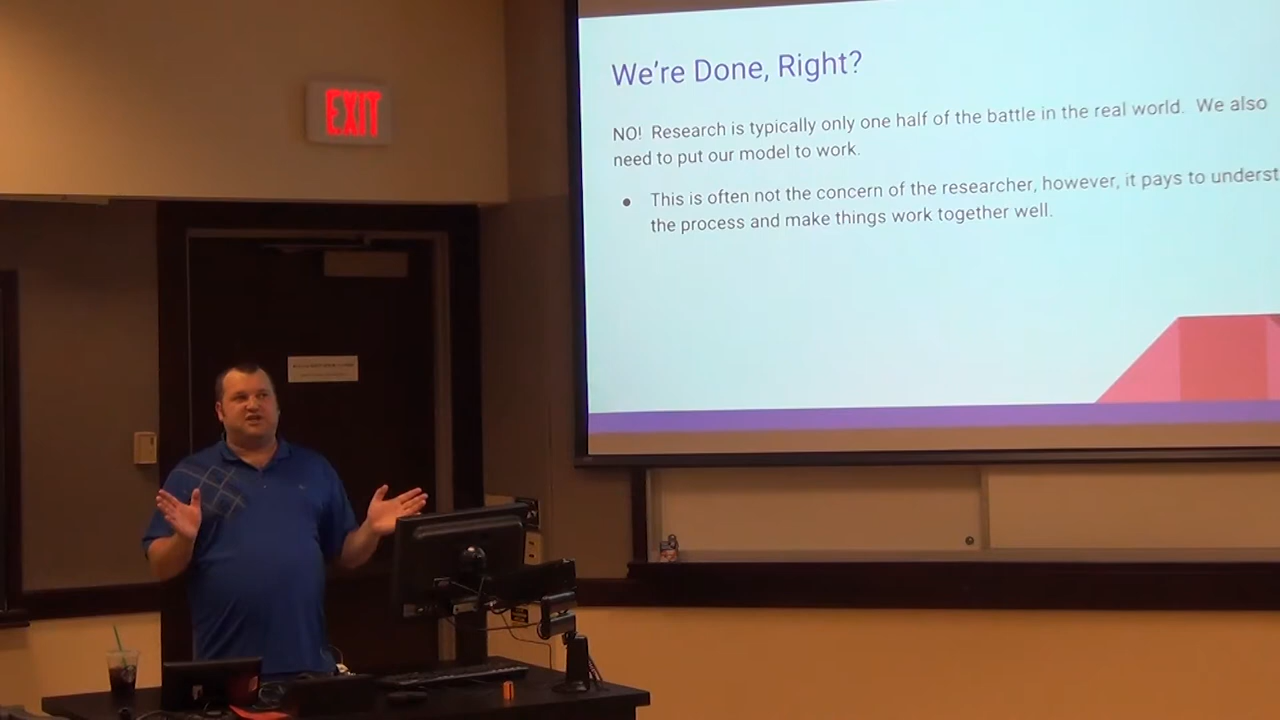 EXIT
We're Done, Right?
NO! Research is typically only one half of the battle in the real world. We also
need to put our model to work.
● This is often not the concern of the researcher, however, it pays to underst
the process and make things work together well.